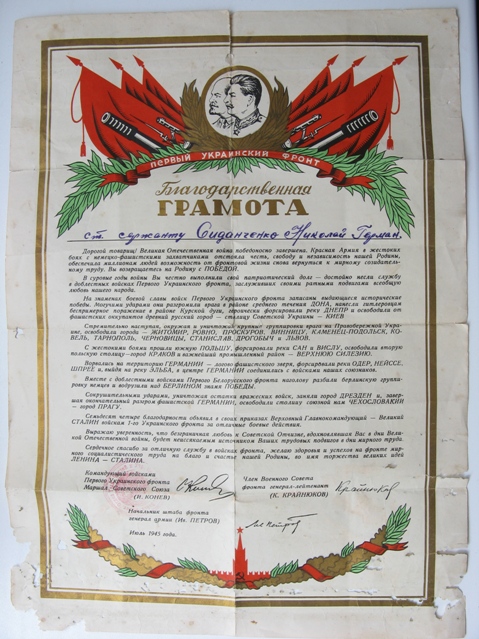 ПЕРВЫЙ УКРАИНСКИЙ ФРОНТ
Благодарственная
ГРАМОТА
ст. сержанту Сиданченко Николай Герман.
Дорогой товарищ! Великая Отечественная война победоносно завершена. Красная Армия в жестоких
боях с немецко-фашистскими захватчиками отстояла честь, свободу и независимость нашей Родины,
обеспечила миллионам людей возможность от фронтовой жизни снова вернуться к мирному созидатель-
ному труду. Вы возвращаетесь на Родину с ПОБЕДОЙ.
В суровые годы войны Вы честно выполнили свой патриотический долг — достойно несли службу
в доблестных войсках Первого Украинского фронта, заслуживших своими ратными подвигами всеобщую
любовь нашего народа.
На знаменах боевой славы войск Первого Украинского фронта записаны выдающиеся исторические
победы. Могучими ударами они разгромили врага в районе среднего течения ДОНА, нанесли гитлеровцам
беспримерное поражение в районе Курской дуги, героически форсировали реку ДНЕПР и освободили от
фашистских оккупантов древний русский город — столицу Советской Украины — КИЕВ
Стремительно наступая, окружая и уничтожая крупные группировки врага на Правобережной Укра-
ине, освободили города — ЖИТОМИР, РОВНО, ПРОСКУРОВ, ВИННИЦУ, КАМЕНЕЦ-ПОДОЛЬСК, КО-
ВЕЛЬ, ТАРНОПОЛЬ, ЧЕРНОВИЦЫ, СТАНИСЛАВ, ДРОГОБЫЧ и ЛЬВОВ.
С жестокими боями прошли южную ПОЛЬШУ, форсировали реки САН и ВИСЛУ, освободили вторую
польскую столицу—город КРАКОВ и важнейший промышленный район — ВЕРХНЮЮ СИЛЕЗИЮ.
Ворвались на территорию ГЕРМАНИИ — логово фашистского зверя, форсировали реки ОДЕР, НЕЙССЕ,
ШПРЕЕ и, выйдя на реку ЭЛЬБА, в центре ГЕРМАНИИ соединились с войсками наших союзников.
Вместе с доблестными войсками Первого Белорусского фронта наголову разбили берлинскую группи-
ровку немцев и водрузили над БЕРЛИНОМ знамя ПОБЕДЫ.
Сокрушительными ударами, уничтожая остатки вражеских войск, заняли город ДРЕЗДЕН и, завер-
шая окончательный разгром фашистской ГЕРМАНИИ, освободили столицу союзной нам ЧЕХОСЛОВАКИИ
— город ПРАГУ.
Семьдесят четыре благодарности объявил в своих приказах Верховный Главнокомандующий — Великий
СТАЛИН войскам 1-го Украинского фронта за отличные боевые действия.
Выражаю уверенность, что безграничная любовь к Советской Отчизне, вдохновлявшая Вас в дни Вели-
кой Отечественной войны, будет неиссякаемым источником Ваших трудовых подвигов в дни мирного труда.
Сердечное спасибо за отличную службу в войсках фронта, желаю здоровья и успехов на фронте мир-
ного социалистического труда на благо и счастье нашей Родины, во имя торжества великих идей
ЛЕНИНА — СТАЛИНА.
Командующий войсками
Первого Украинского фронта
Маршал Советского Союза
(И. КОНЕВ)
Член Военного Совета
фронта генерал-лейтенант
(К. КРАЙНЮКОВ)
Крайнюков
Начальник штаба фронта
генерал армии (Ив. ПЕТРОВ)
Ив. Петров
Июль 1945 года.